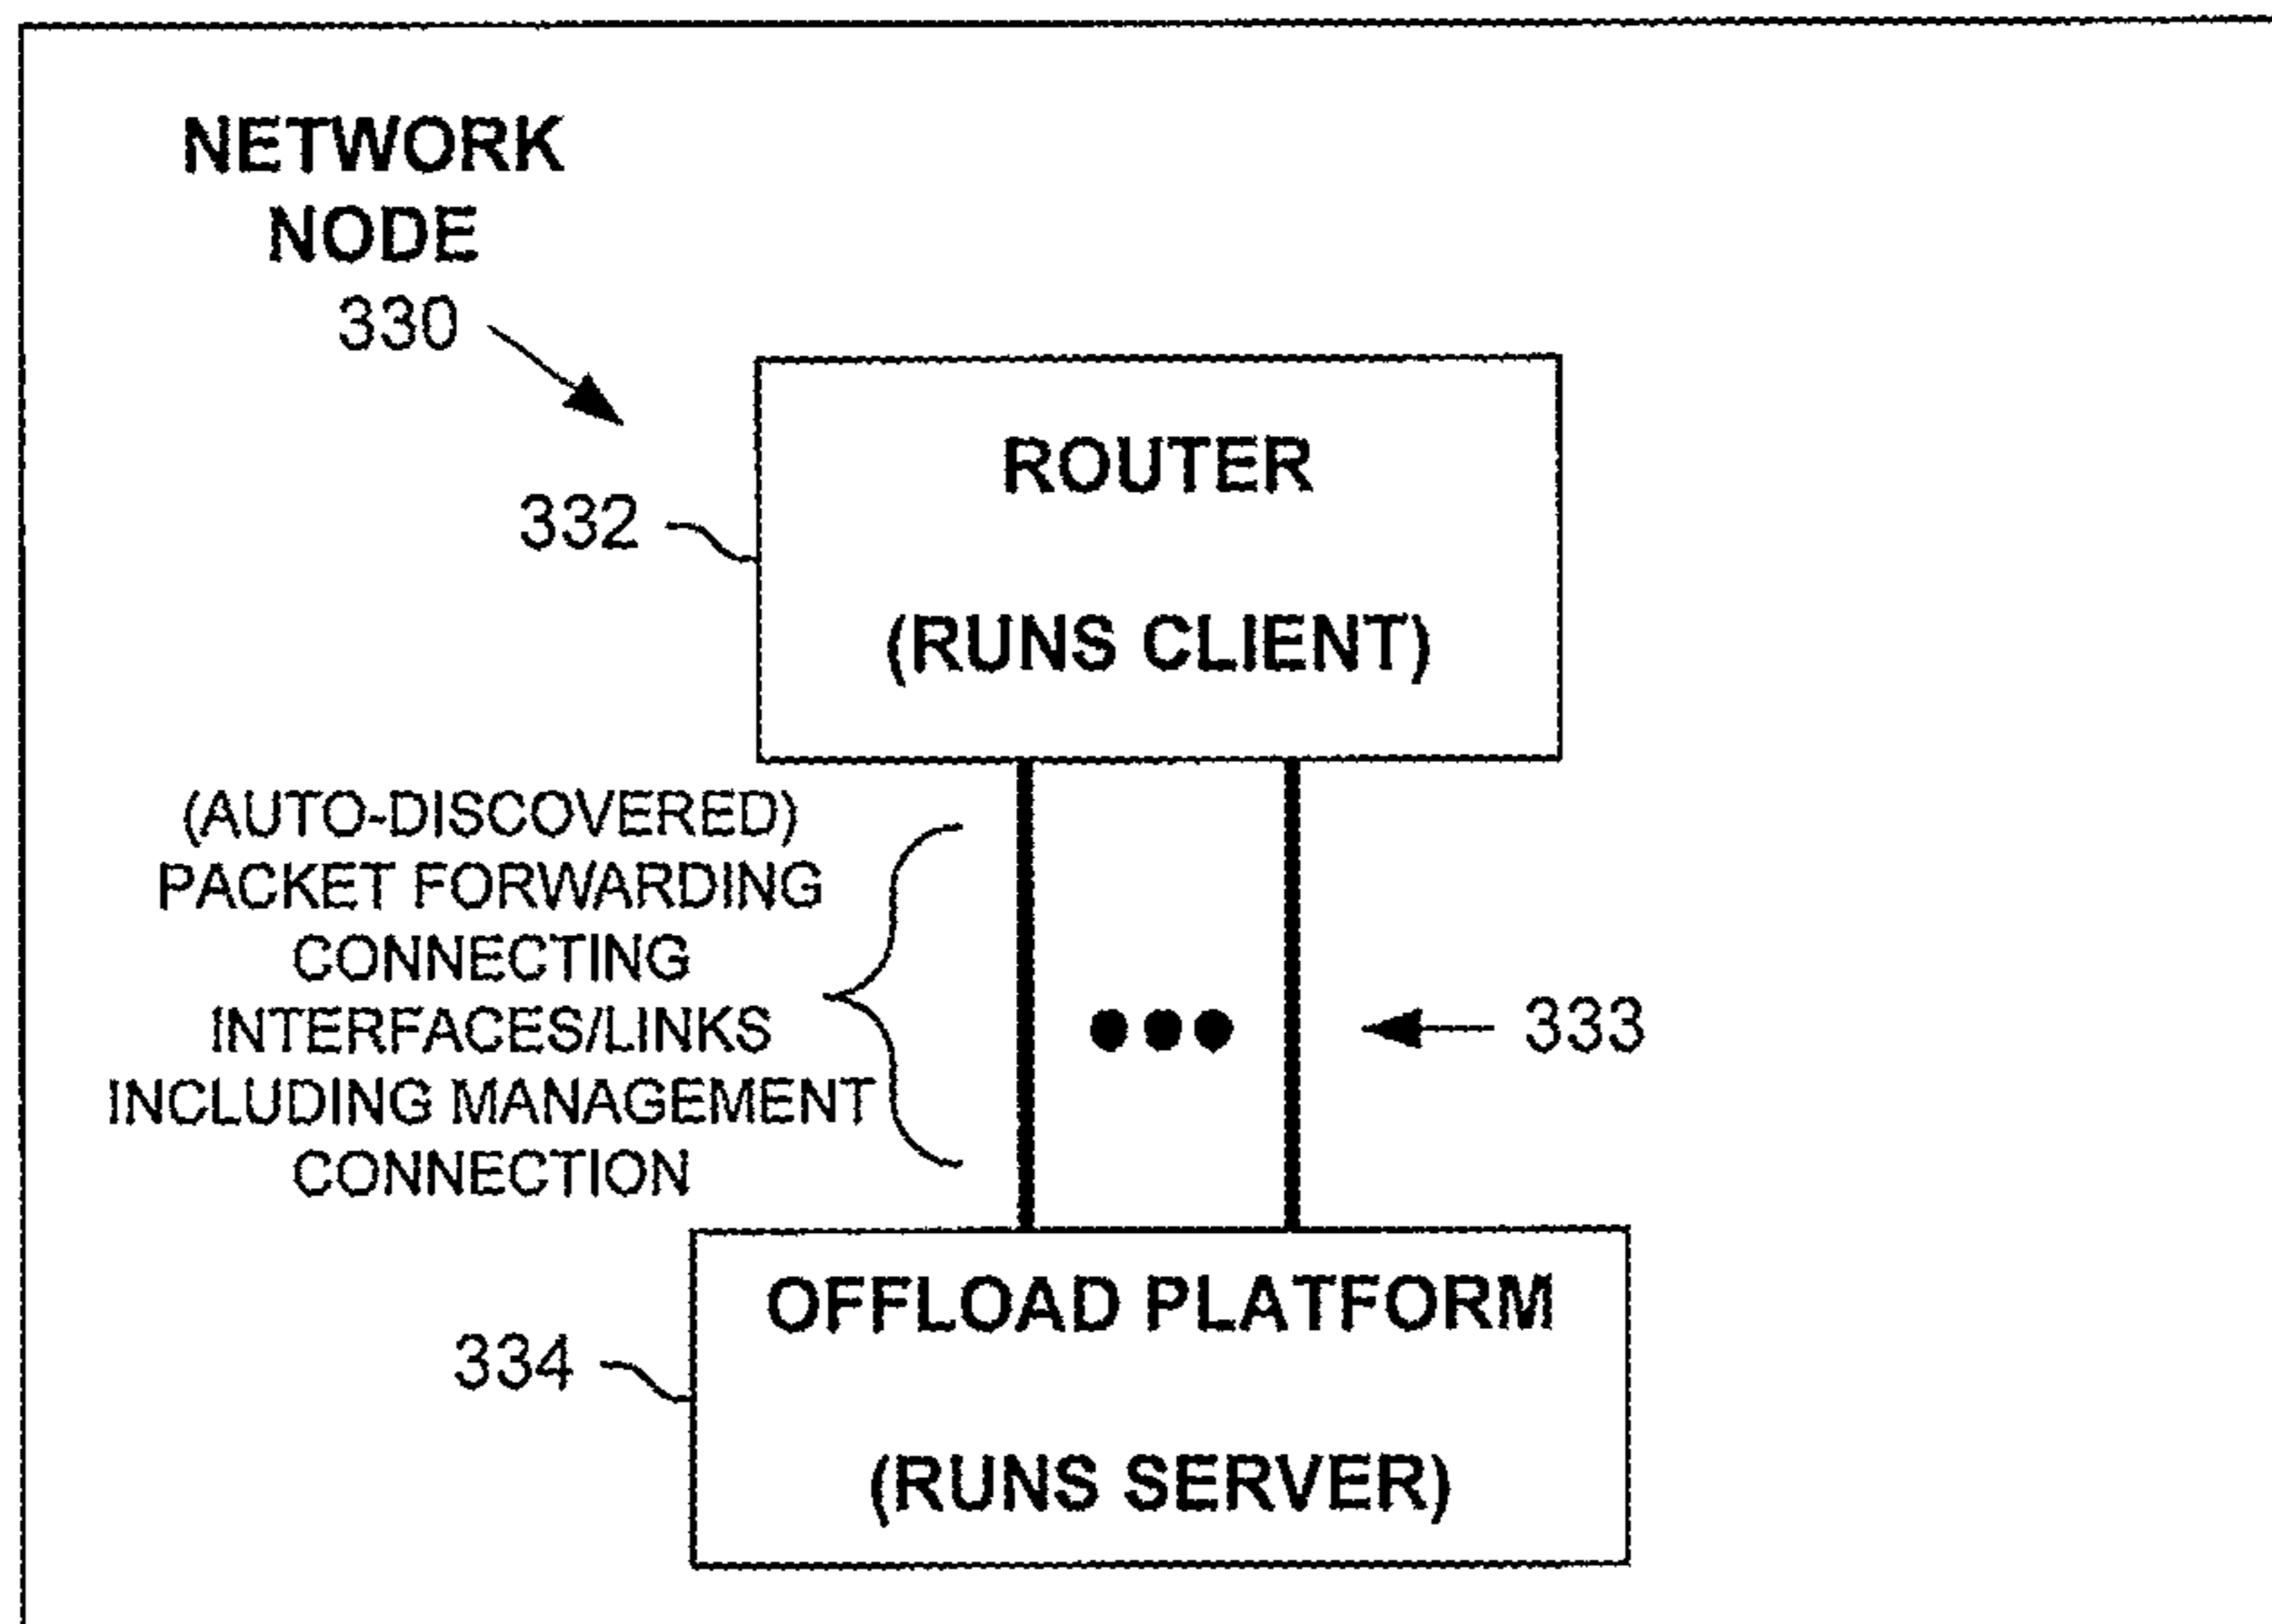 NETWORK
NODE
330
ROUTER
332
(RUNS CLIENT)
(AUTO-DISCOVERED)
PACKET FORWARDING
CONNECTING
INTERFACES/LINKS
INCLUDING MANAGEMENT
CONNECTION
333
OFFLOAD PLATFORM
334
(RUNS SERVER)